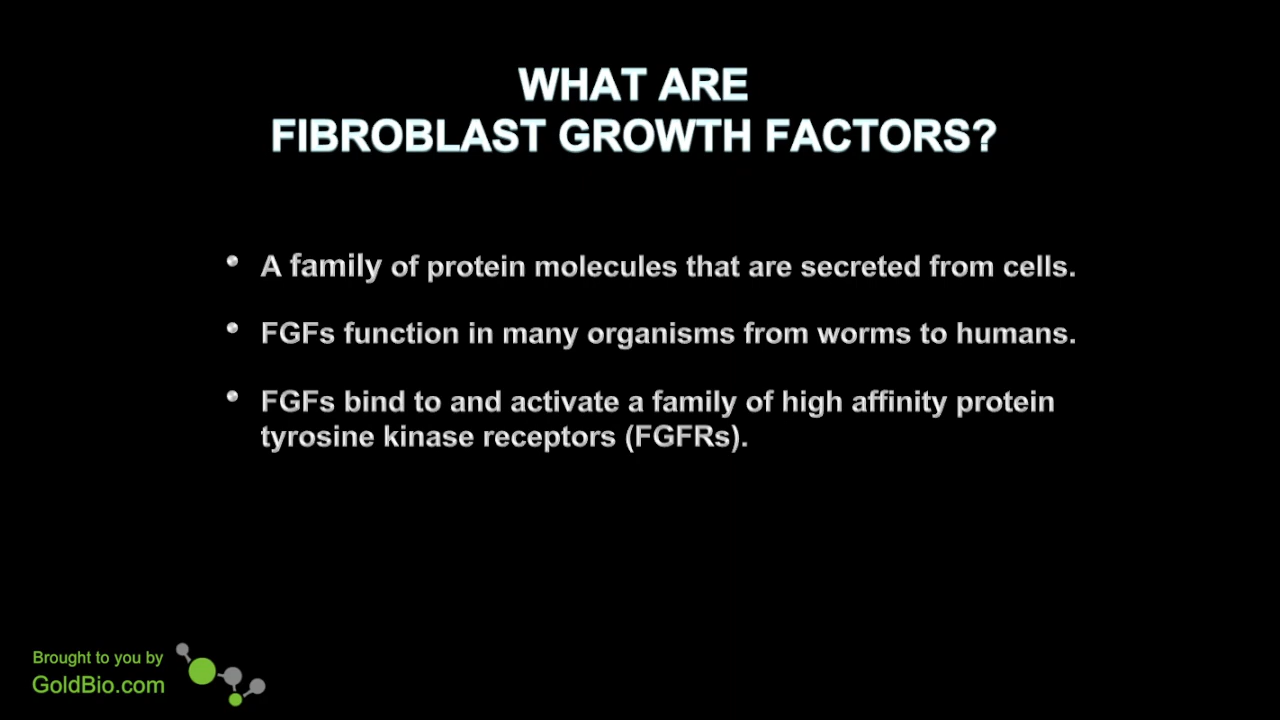 WHAT ARE
FIBROBLAST GROWTH FACTORS?
• A family of protein molecules that are secreted from cells.
• FGFs function in many organisms from worms to humans.
• FGFs bind to and activate a family of high affinity protein
tyrosine kinase receptors (FGFRs).
Brought to you by
GoldBio.com